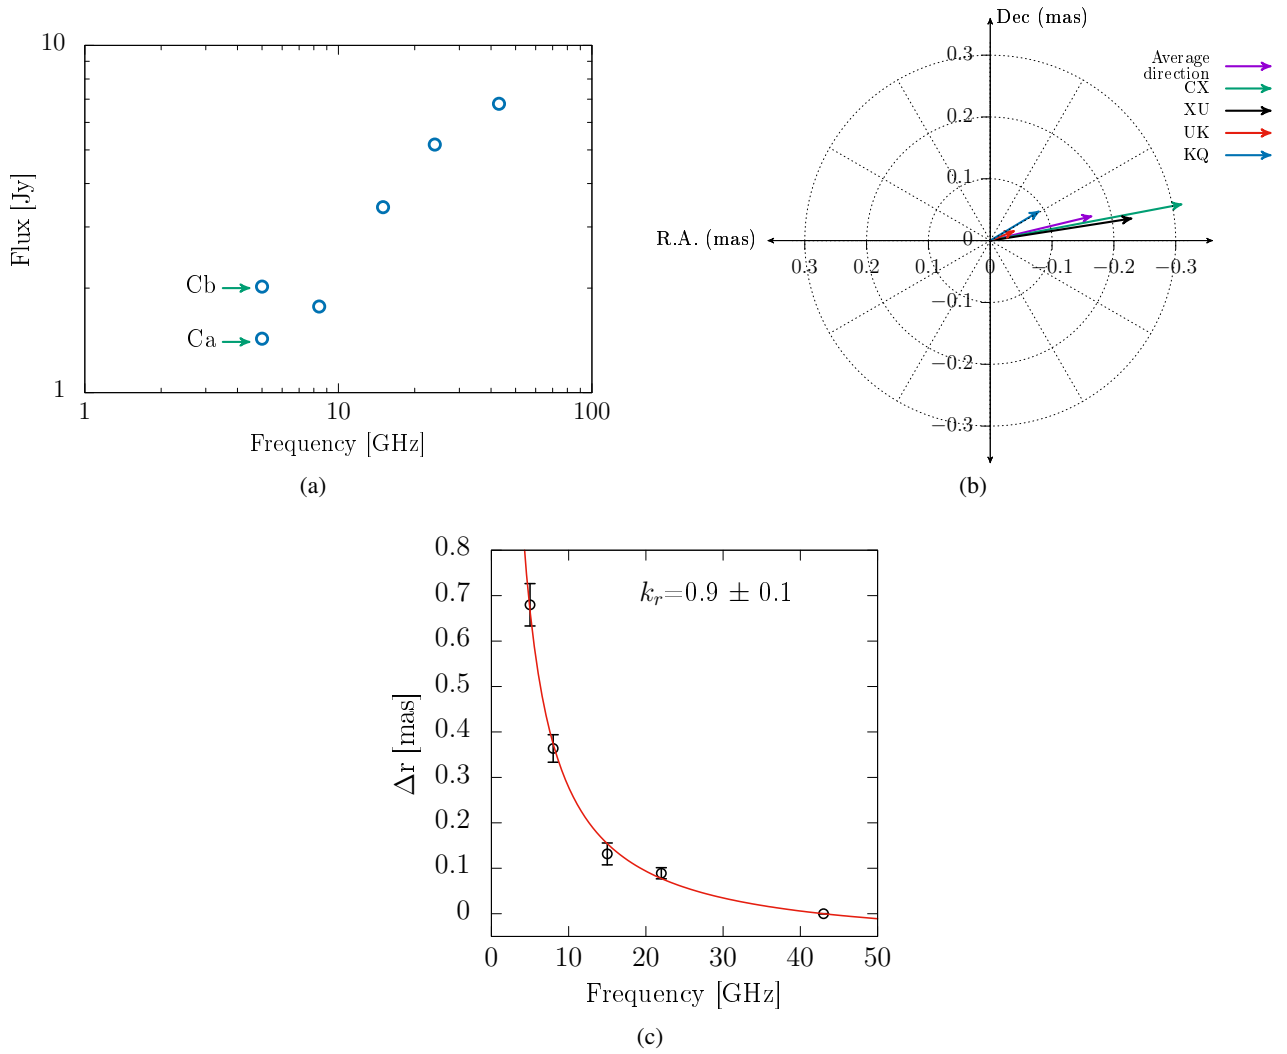 10
Flux [Jy]
Cb
Ca
1
1 10 100
Frequency [GHz]
(a)
Dec (mas)
0.3
0.2
0.1
0
−0.1
−0.2
−0.3
R.A. (mas)
0.3 0.2 0.1 0 −0.1 −0.2 −0.3
Average
direction
CX
XU
UK
KQ
(b)
0.8
0.7
0.6
0.5
0.4
0.3
0.2
0.1
0
Δr [mas]
k_r=0.9 ± 0.1
0 10 20 30 40 50
Frequency [GHz]
(c)